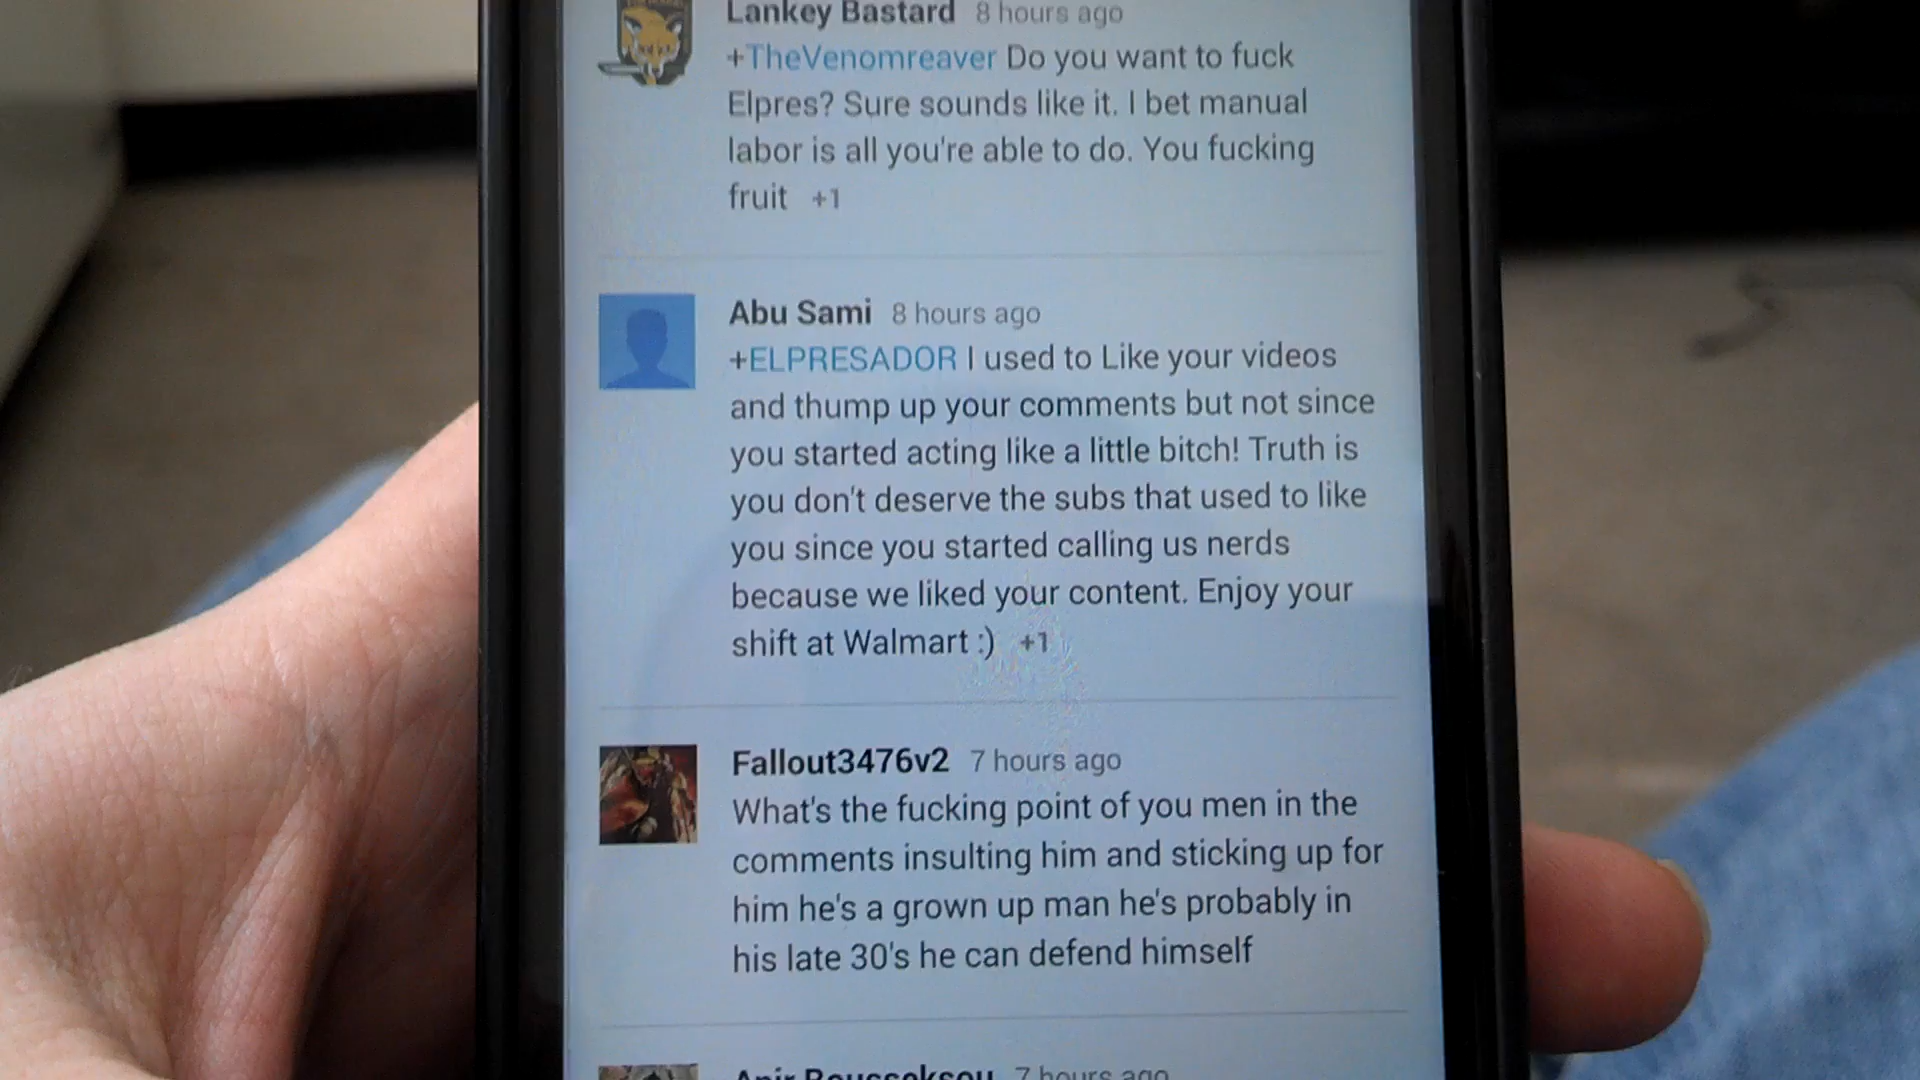 Lankey Bastard 8 hours ago
+TheVenomreaver Do you want to fuck
Elpres? Sure sounds like it. I bet manual
labor is all you're able to do. You fucking
fruit +1
Abu Sami 8 hours ago
+ELPRESADOR I used to Like your videos
and thump up your comments but not since
you started acting like a little bitch! Truth is
you don't deserve the subs that used to like
you since you started calling us nerds
because we liked your content. Enjoy your
shift at Walmart :) +1
Fallout3476v2 7 hours ago
What's the fucking point of you men in the
comments insulting him and sticking up for
him he's a grown up man he's probably in
his late 30's he can defend himself
7 hours ago